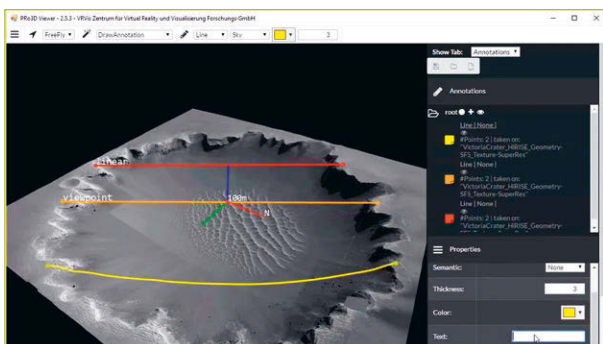 PRo3D Viewer - 2.5.3 - VRVis Zentrum für Virtual Reality und Visualisierung Forschungs GmbH
FreeFly DrawAnnotation Line Sky 3
Show Tab: Annotations
Annotations
root
Line | None |
#Points: 2 | taken on:
"VictoriaCrater_HIRISE_Geometry-
SFS_Texture-SuperRes"
Line | None |
#Points: 2 | taken on:
"VictoriaCrater_HIRISE_Geometry-
SFS_Texture-SuperRes"
Line | None |
#Points: 2 | taken on:
"VictoriaCrater_HIRISE_Geometry-
SFS_Texture-SuperRes"
linear
viewpoint
100m
N
Properties
Semantic: None
Thickness: 3
Color:
Text: